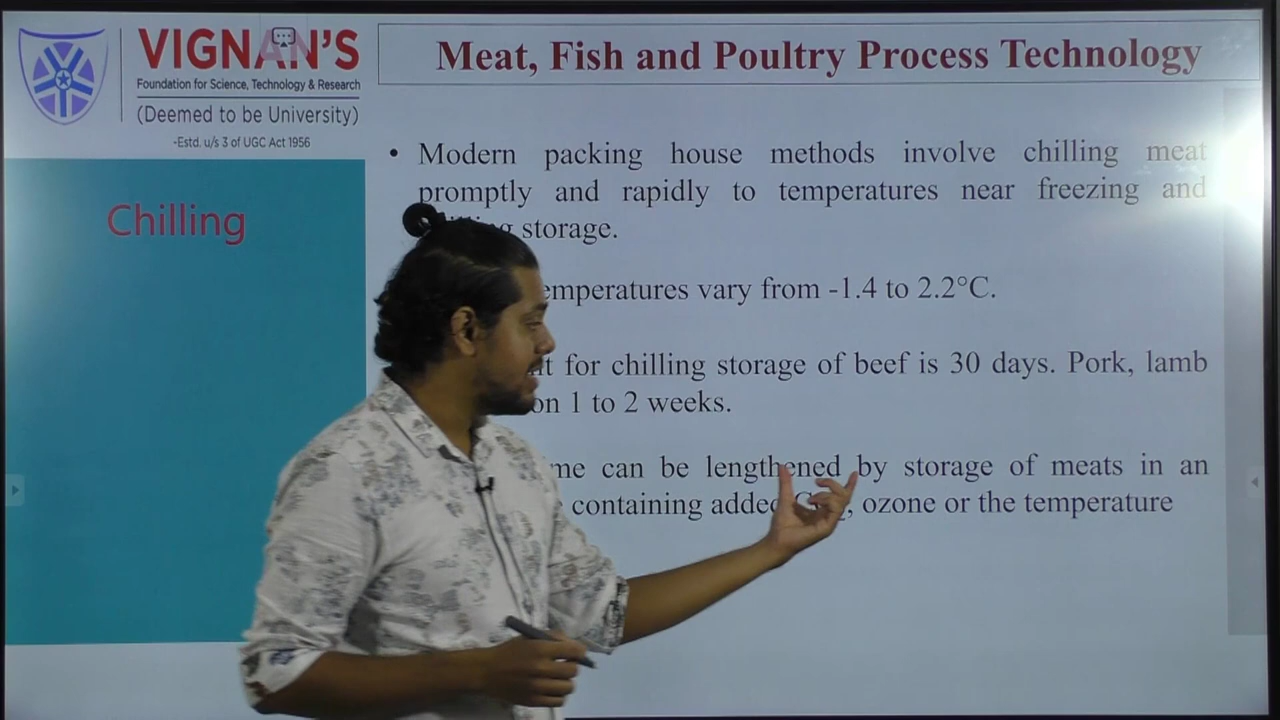 VIGNAN'S
Foundation for Science, Technology & Research
(Deemed to be University)
-Estd. u/s 3 of UGC Act 1956
Meat, Fish and Poultry Process Technology
Chilling
• Modern packing house methods involve chilling meat
promptly and rapidly to temperatures near freezing and
storage.
vary from -1.4 to 2.2°C.
for chilling storage of beef is 30 days. Pork, lamb
1 to 2 weeks.
can be lengthened by storage of meats in an
containing added ozone or the temperature